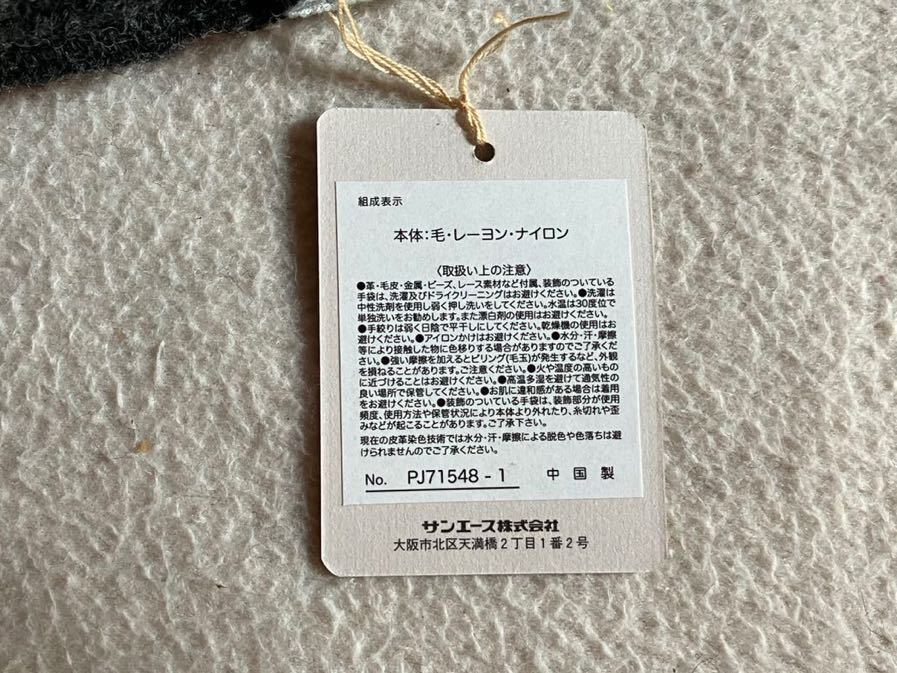 組成表示
本体:毛・レーヨン・ナイロン
〈取扱い上の注意〉
●革・毛皮・金属・ビーズ、レース素材など付属、装飾のついている
手袋は、洗濯及びドライクリーニングはお避けください。●洗濯は
中性洗剤を使用し弱く押し洗いをしてください。水温は30度位で
単独洗いをお勧めします。また漂白剤の使用はお避けください。
●手絞りは弱く日陰で平干しにしてください。乾燥機の使用はお
避けください。●アイロンかけはお避けください。●水分・汗・摩擦
等により接触した物に色移りする場合がありますのでご了承く
ださい。●強い摩擦を加えるとピリング(毛玉)が発生するなど、外観
を損ねることがあります。ご注意ください。●火や温度の高いもの
に近づけることはお避けください。●高温多湿を避けて通気性の
良い場所で保管してください。●お肌に違和感がある場合は着用
をお避けください。●装飾のついている手袋は、装飾部分が使用
頻度、使用方法や保管状況により本体より外れたり、糸切れや歪
みなどが起こることがあります。ご了承下さい。
現在の皮革染色技術では水分・汗・摩擦による脱色や色落ちは避
けられませんのでご了承ください。
No. PJ71548-1 中国製
サンエース株式会社
大阪市北区天満橋2丁目1番2号